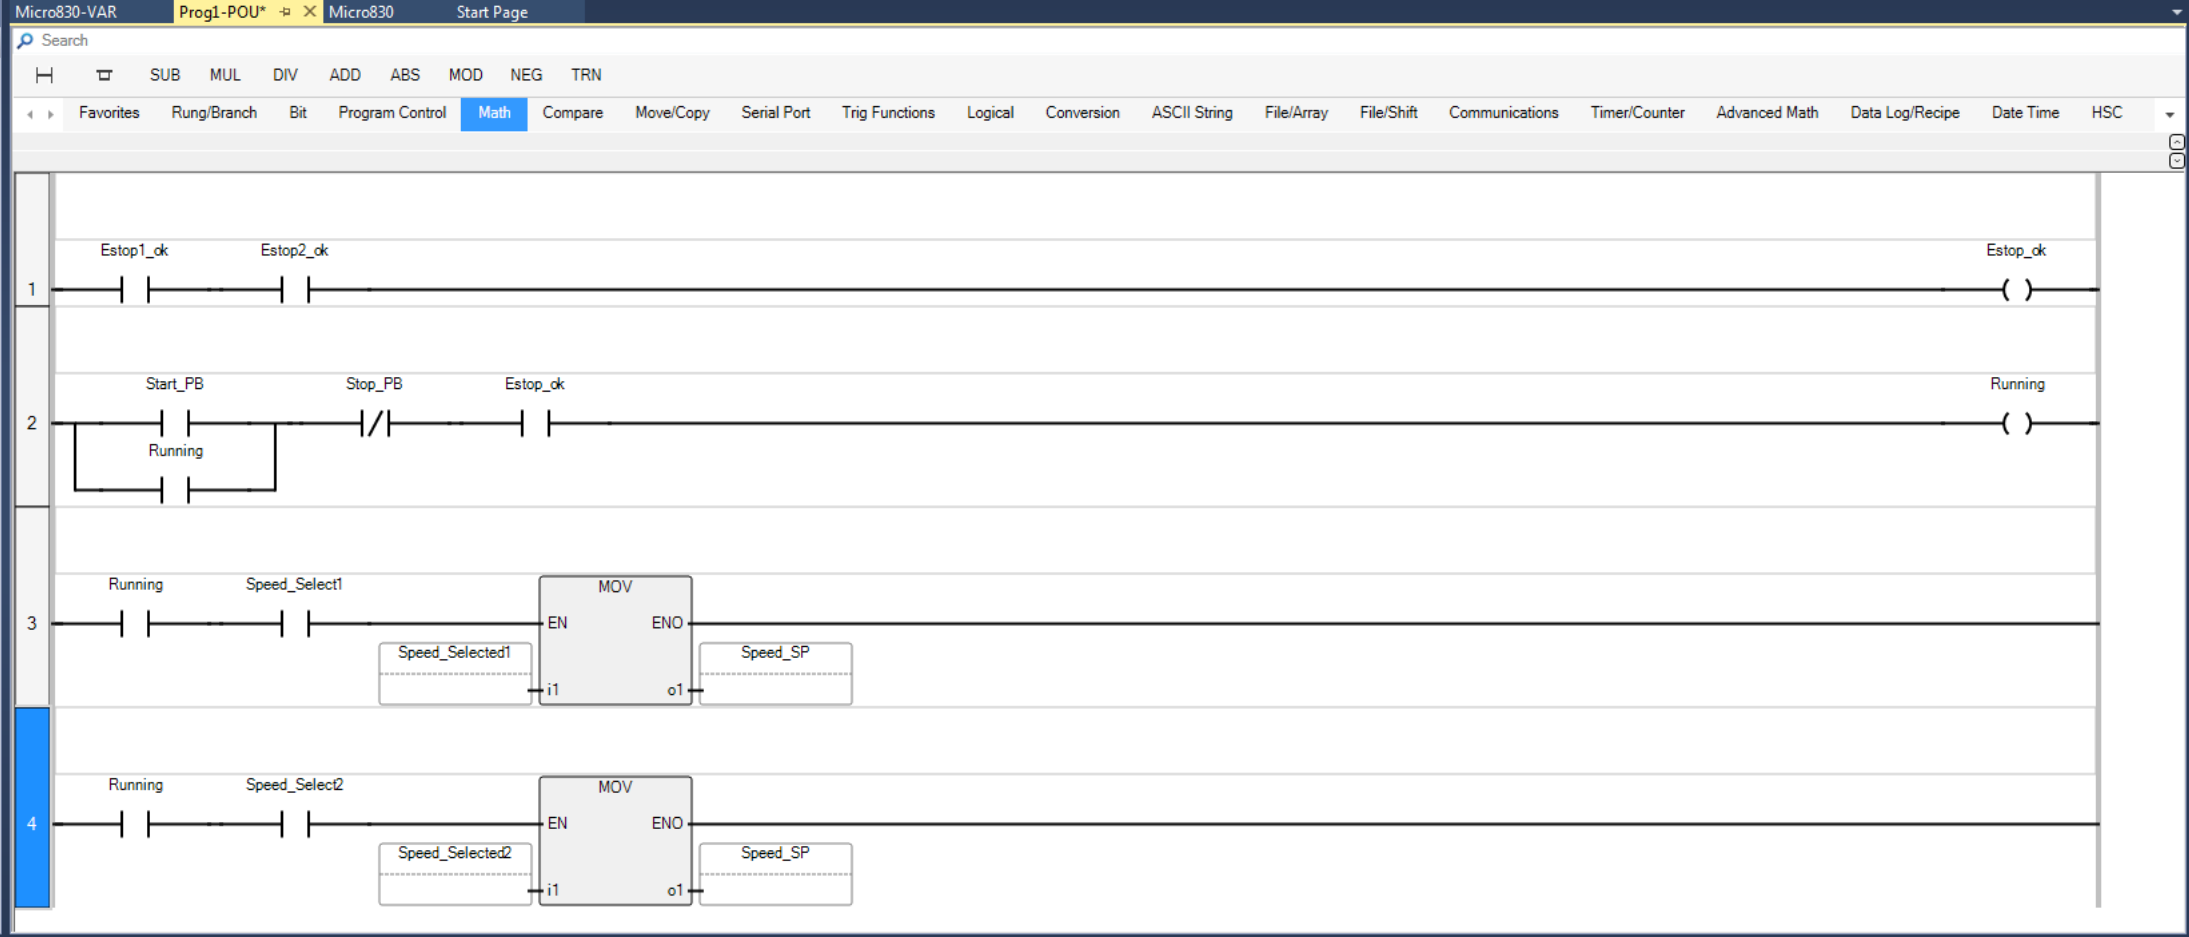 Micro830-VAR Prog1-POU* Micro830 Start Page
Search
SUB MUL DIV ADD ABS MOD NEG TRN
Favorites Rung/Branch Bit Program Control Math Compare Move/Copy Serial Port Trig Functions Logical Conversion ASCII String File/Array File/Shift Communications Timer/Counter Advanced Math Data Log/Recipe Date Time HSC
Estop1_ok Estop2_ok Estop_ok
1
Start_PB Stop_PB Estop_ok Running
2
Running
Running Speed_Select1 MOV
3 EN ENO
Speed_Selected1 Speed_SP
i1 o1
Running Speed_Select2 MOV
4 EN ENO
Speed_Selected2 Speed_SP
i1 o1